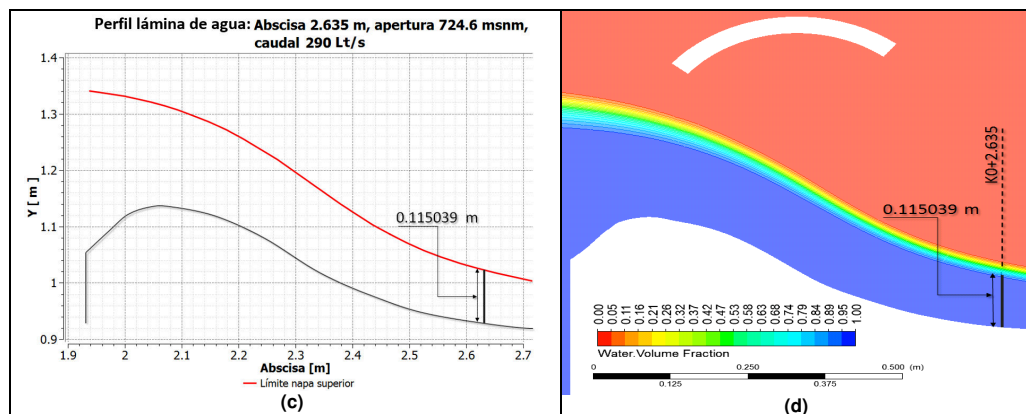 Perfil lámina de agua: Abscisa 2.635 m, apertura 724.6 msnm,
caudal 290 Lt/s
Y [ m ]
1.4
1.3
1.2
1.1
1
0.9
0.115039 m
1.9 2 2.1 2.2 2.3 2.4 2.5 2.6 2.7
Abscisa [m]
Límite napa superior
(c)
K0+2.635
0.115039 m
0.00 0.05 0.11 0.16 0.21 0.26 0.32 0.37 0.42 0.47 0.53 0.58 0.63 0.68 0.74 0.79 0.84 0.89 0.95 1.00
Water.Volume Fraction
0 0.250 0.500 (m)
0.125 0.375
(d)